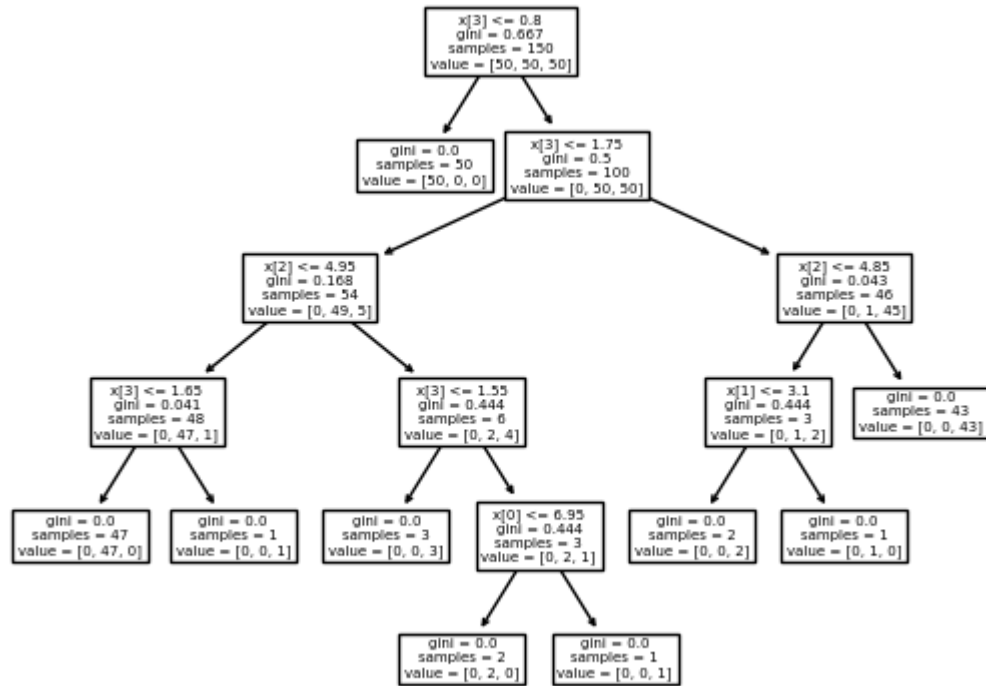 x[3] <= 0.8
gini = 0.667
samples = 150
value = [50, 50, 50]
gini = 0.0
samples = 50
value = [50, 0, 0]
x[3] <= 1.75
gini = 0.5
samples = 100
value = [0, 50, 50]
x[2] <= 4.95
gini = 0.168
samples = 54
value = [0, 49, 5]
x[2] <= 4.85
gini = 0.043
samples = 46
value = [0, 1, 45]
x[3] <= 1.65
gini = 0.041
samples = 48
value = [0, 47, 1]
x[3] <= 1.55
gini = 0.444
samples = 6
value = [0, 2, 4]
x[1] <= 3.1
gini = 0.444
samples = 3
value = [0, 1, 2]
gini = 0.0
samples = 43
value = [0, 0, 43]
gini = 0.0
samples = 47
value = [0, 47, 0]
gini = 0.0
samples = 1
value = [0, 0, 1]
gini = 0.0
samples = 3
value = [0, 0, 3]
x[0] <= 6.95
gini = 0.444
samples = 3
value = [0, 2, 1]
gini = 0.0
samples = 2
value = [0, 0, 2]
gini = 0.0
samples = 1
value = [0, 1, 0]
gini = 0.0
samples = 2
value = [0, 2, 0]
gini = 0.0
samples = 1
value = [0, 0, 1]